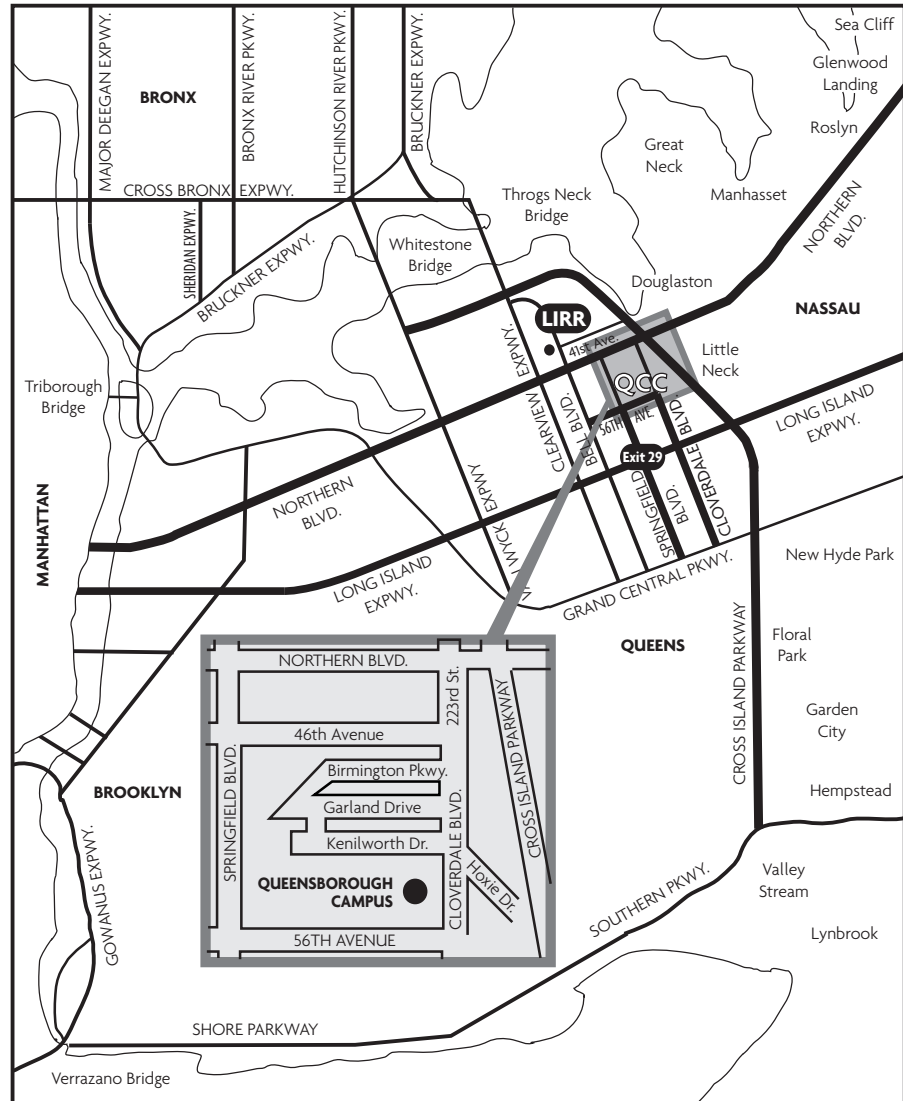 MAJOR DEEGAN EXPWY.
BRONX
BRONX RIVER PKWY.
HUTCHINSON RIVER PKWY.
BRUCKNER EXPWY.
Sea Cliff
Glenwood
Landing
Roslyn
Great
Neck
Manhasset
CROSS BRONX EXPWY.
SHERIDAN EXPWY.
BRUCKNER EXPWY.
Throgs Neck
Bridge
Whitestone
Bridge
NORTHERN
BLVD.
Douglaston
NASSAU
LIRR
41st Ave.
Little
Neck
QCC
Triborough
Bridge
CLEARVIEW EXPWY.
BELL BLVD.
56TH AVE.
Exit 29
SPRINGFIELD
BLVD.
CLOVERDALE BLVD.
LONG ISLAND
EXPWY.
MANHATTAN
NORTHERN
BLVD.
WYCK EXPWY
LONG ISLAND
EXPWY.
GRAND CENTRAL PKWY.
New Hyde Park
QUEENS
CROSS ISLAND PARKWAY
Floral
Park
Garden
City
Hempstead
BROOKLYN
NORTHERN BLVD.
223rd St.
46th Avenue
SPRINGFIELD BLVD.
Birmington Pkwy.
Garland Drive
Kenilworth Dr.
CLOVERDALE BLVD.
CROSS ISLAND PARKWAY
Hoxie Dr.
QUEENSBOROUGH
CAMPUS
56TH AVENUE
GOWANUS EXPWY.
SOUTHERN PKWY.
Valley
Stream
Lynbrook
SHORE PARKWAY
Verrazano Bridge